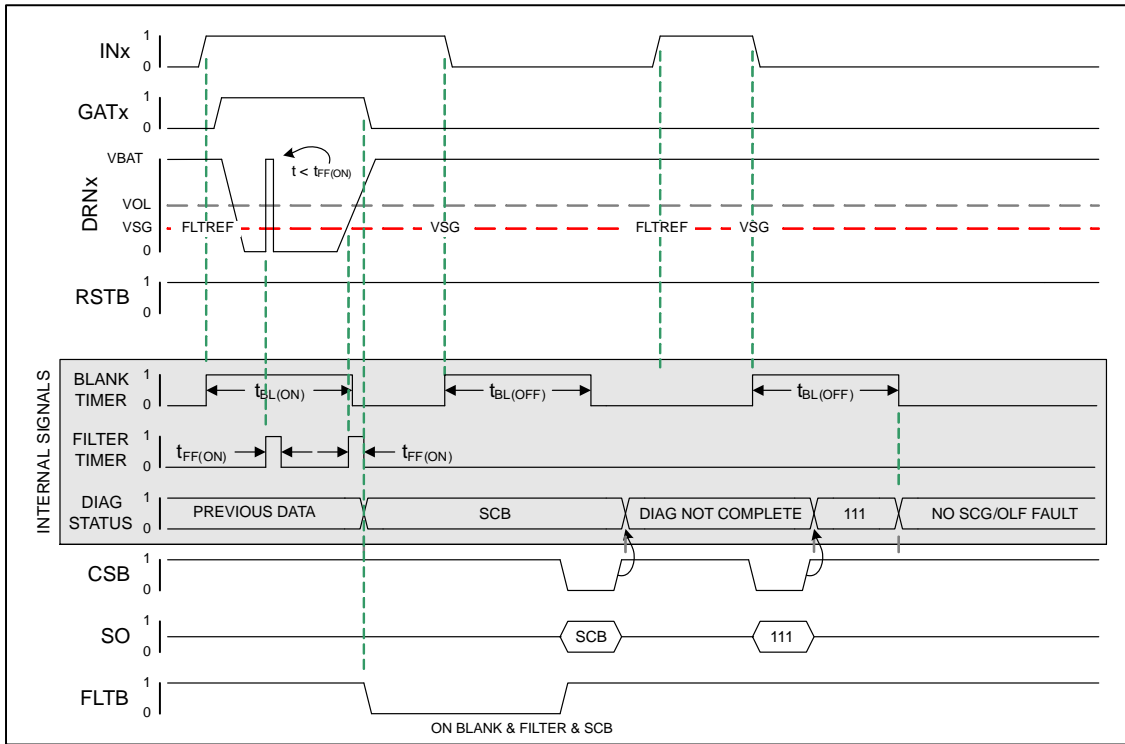 INx
1
0
GATx
1
0
DRNx
VBAT
VOL
VSG
t < tFF(ON)
FLTREF
VSG
FLTREF
VSG
RSTB
1
0
INTERNAL SIGNALS
BLANK
TIMER
1
0
tBL(ON)
tBL(OFF)
tBL(OFF)
FILTER
TIMER
1
0
tFF(ON)
tFF(ON)
DIAG
STATUS
1
0
PREVIOUS DATA
SCB
DIAG NOT COMPLETE
111
NO SCG/OLF FAULT
CSB
1
0
SO
1
0
SCB
111
FLTB
1
0
ON BLANK & FILTER & SCB